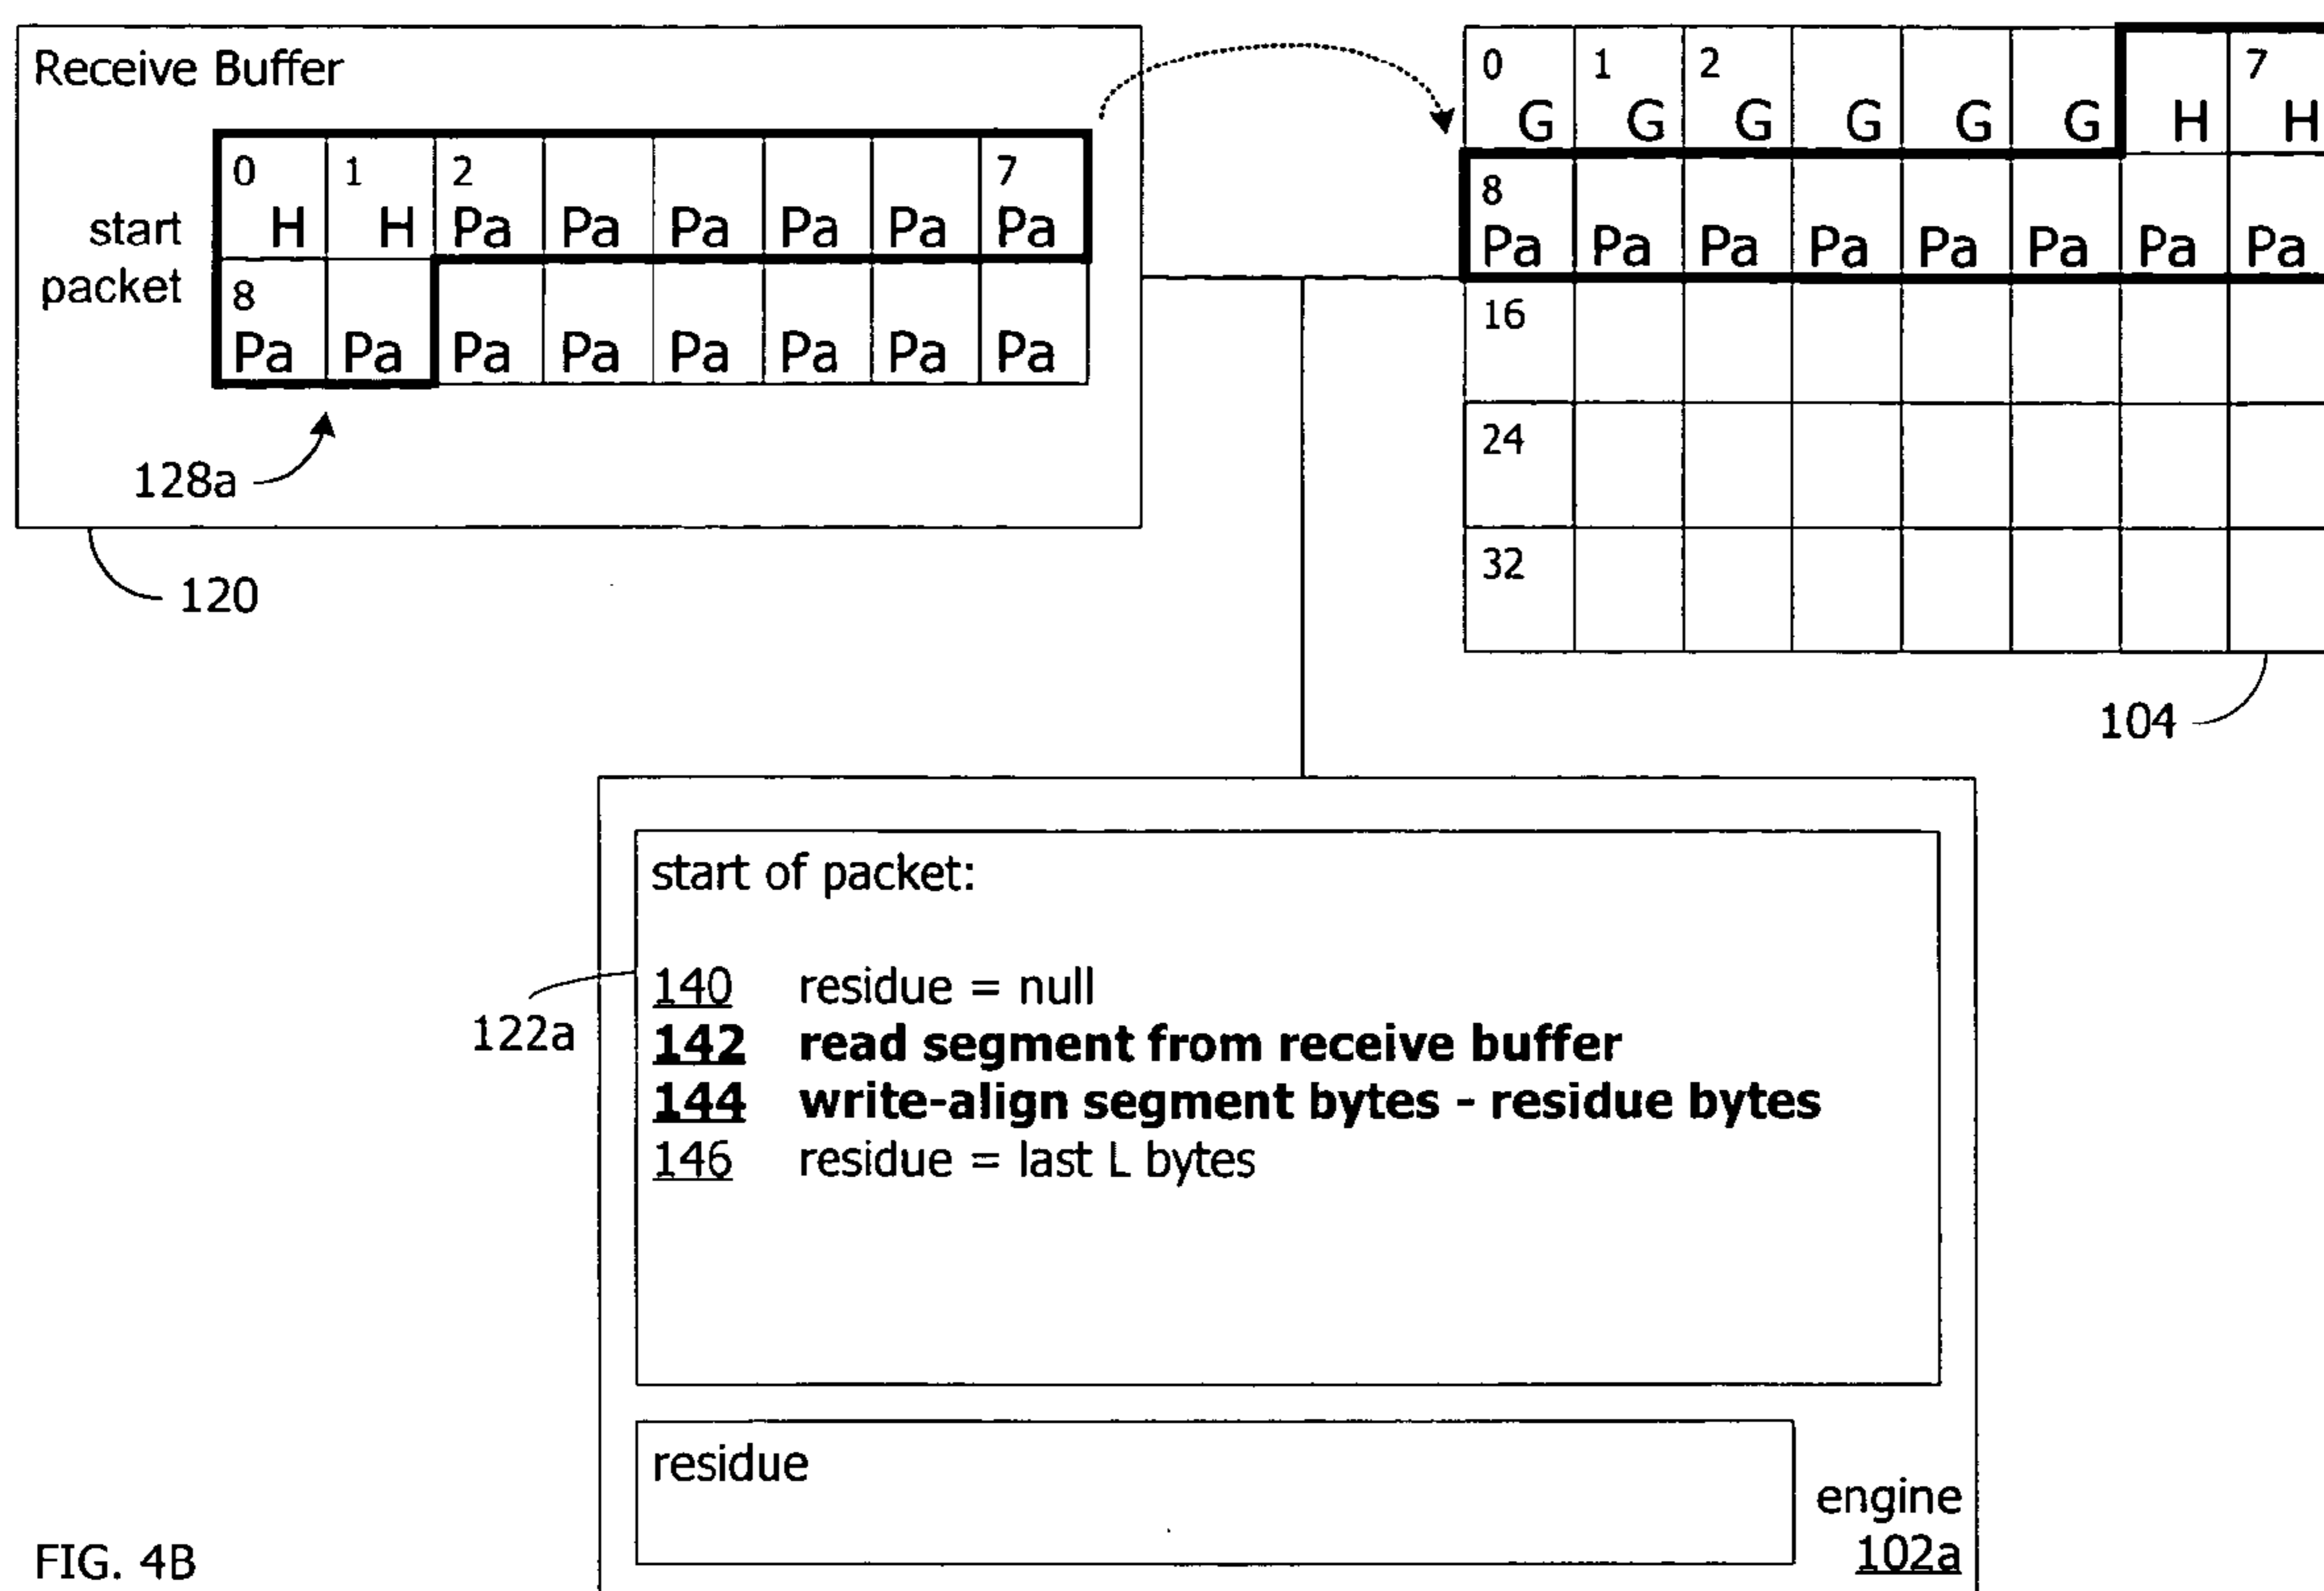 Receive Buffer
0 1 2 7
start H H Pa Pa Pa Pa Pa Pa
packet 8
Pa Pa Pa Pa Pa Pa Pa Pa
128a
120
0 1 2 7
G G G G G G H H
8
Pa Pa Pa Pa Pa Pa Pa Pa
16
24
32
104
start of packet:
140 residue = null
142 read segment from receive buffer
144 write-align segment bytes - residue bytes
146 residue = last L bytes
122a
residue
engine
102a
FIG. 4B